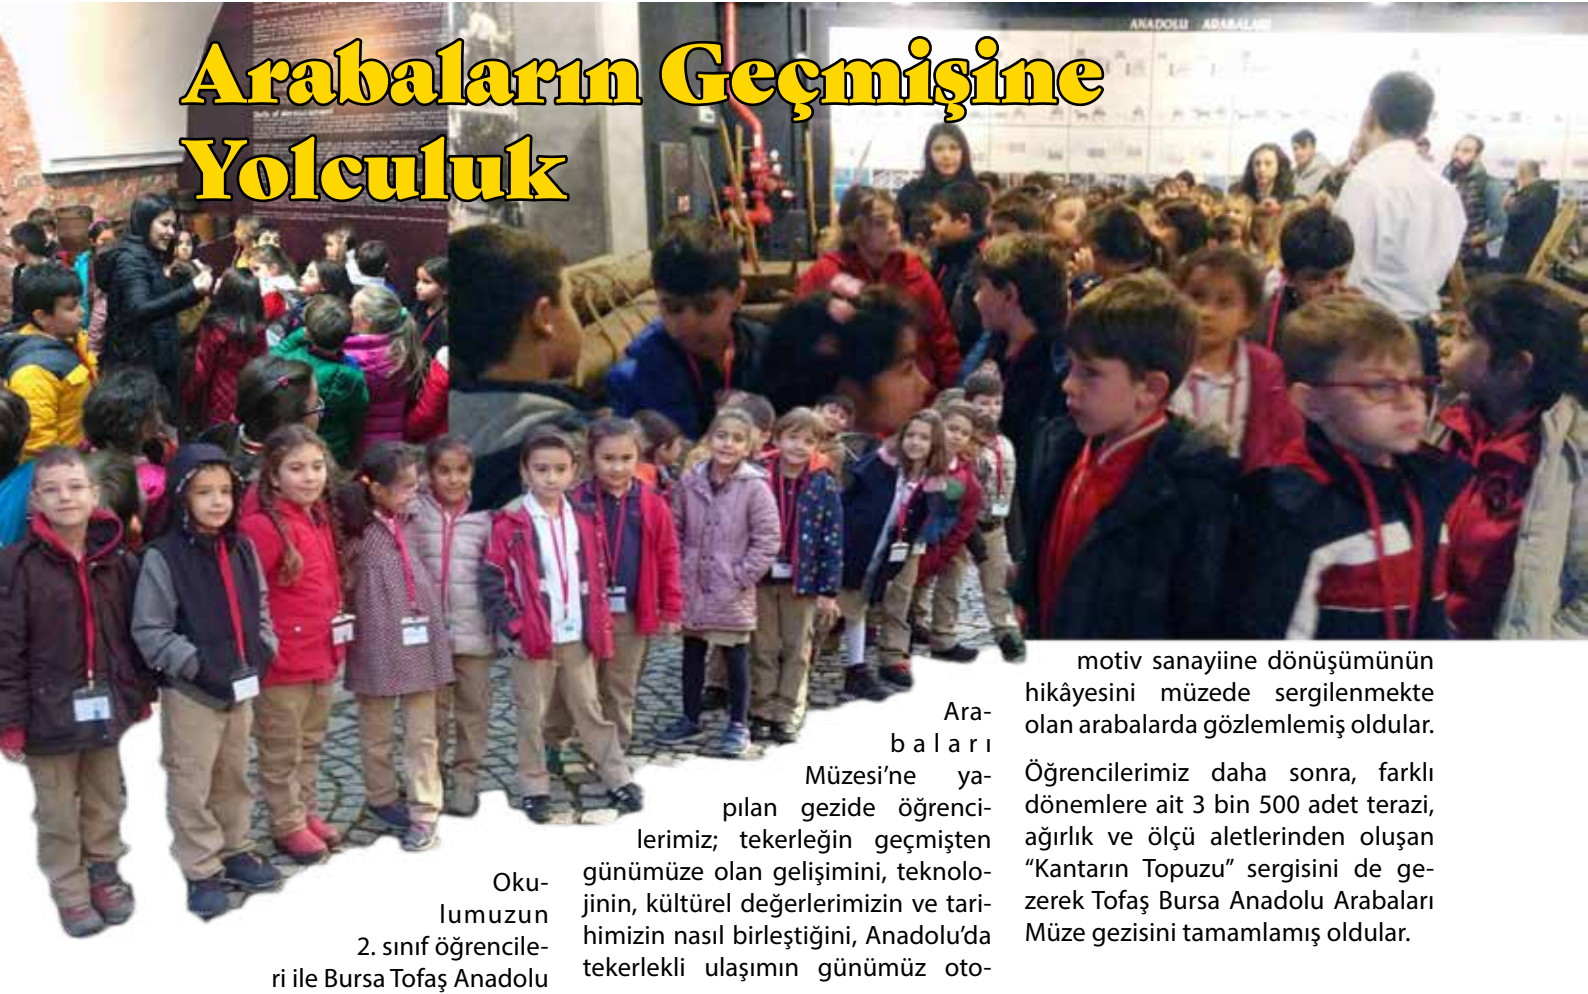 Arabaların Geçmişine
Yolculuk
ANADOLU ARABALARI
Oku-
lumuzun
2. sınıf öğrencile-
ri ile Bursa Tofaş Anadolu
Ara-
baları
Müzesi’ne ya-
pılan gezide öğrenci-
lerimiz; tekerleğin geçmişten
günümüze olan gelişimini, teknolo-
jinin, kültürel değerlerimizin ve tari-
himizin nasıl birleştiğini, Anadolu’da
tekerlekli ulaşımın günümüz oto-
motiv sanayiine dönüşümünün
hikâyesini müzede sergilenmekte
olan arabalarda gözlemlemiş oldular.
Öğrencilerimiz daha sonra, farklı
dönemlere ait 3 bin 500 adet terazi,
ağırlık ve ölçü aletlerinden oluşan
“Kantarın Topuzu” sergisini de ge-
zerek Tofaş Bursa Anadolu Arabaları
Müze gezisini tamamlamış oldular.